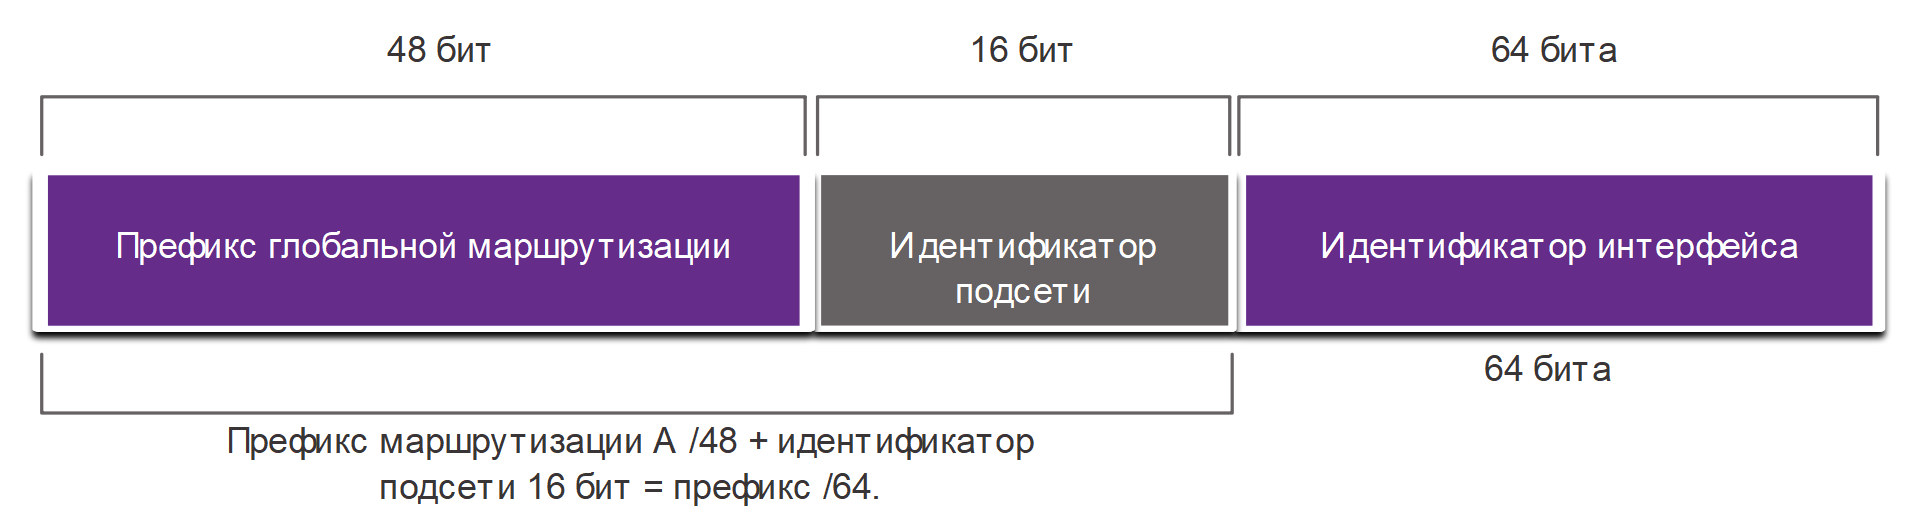 48 бит
16 бит
64 бита
Префикс глобальной маршрутизации
Идентификатор
подсети
Идентификатор интерфейса
64 бита
Префикс маршрутизации А /48 + идентификатор
подсети 16 бит = префикс /64.